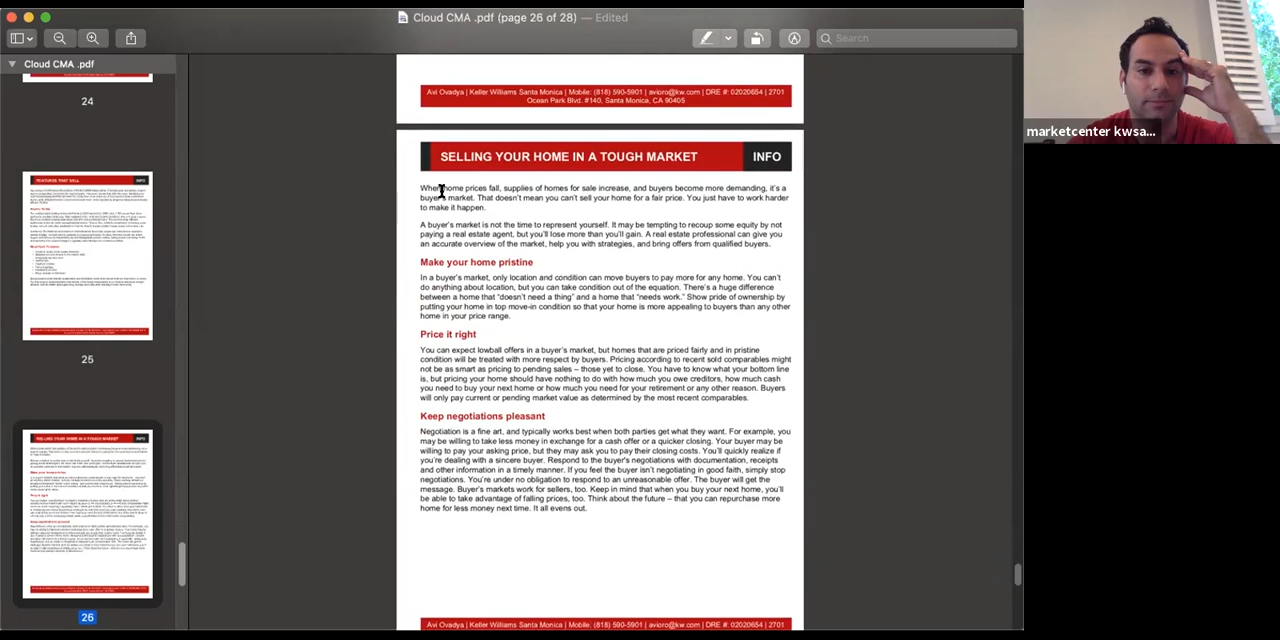 Cloud CMA .pdf (page 26 of 28) — Edited
Search
Cloud CMA .pdf
24
25
26
FEATURES THAT SELL INFO
SELLING YOUR HOME IN A TOUGH MARKET INFO
Avi Ovadya | Keller Williams Santa Monica | Mobile: (818) 590-5901 | avioro@kw.com | DRE #: 02020654 | 2701
Ocean Park Blvd. #140, Santa Monica, CA 90405
SELLING YOUR HOME IN A TOUGH MARKET INFO
When home prices fall, supplies of homes for sale increase, and buyers become more demanding, it's a
buyer's market. That doesn't mean you can't sell your home for a fair price. You just have to work harder
to make it happen.
A buyer's market is not the time to represent yourself. It may be tempting to recoup some equity by not
paying a real estate agent, but you'll lose more than you'll gain. A real estate professional can give you
an accurate overview of the market, help you with strategies, and bring offers from qualified buyers.
Make your home pristine
In a buyer's market, only location and condition can move buyers to pay more for any home. You can't
do anything about location, but you can take condition out of the equation. There's a huge difference
between a home that "doesn't need a thing" and a home that "needs work." Show pride of ownership by
putting your home in top move-in condition so that your home is more appealing to buyers than any other
home in your price range.
Price it right
You can expect lowball offers in a buyer's market, but homes that are priced fairly and in pristine
condition will be treated with more respect by buyers. Pricing according to recent sold comparables might
not be as smart as pricing to pending sales – those yet to close. You have to know what your bottom line
is, but pricing your home should have nothing to do with how much you owe creditors, how much cash
you need to buy your next home or how much you need for your retirement or any other reason. Buyers
will only pay current or pending market value as determined by the most recent comparables.
Keep negotiations pleasant
Negotiation is a fine art, and typically works best when both parties get what they want. For example, you
may be willing to take less money in exchange for a cash offer or a quicker closing. Your buyer may be
willing to pay your asking price, but they may ask you to pay their closing costs. You'll quickly realize if
you're dealing with a sincere buyer. Respond to the buyer's negotiations with documentation, receipts
and other information in a timely manner. If you feel the buyer isn't negotiating in good faith, simply stop
negotiations. You're under no obligation to respond to an unreasonable offer. The buyer will get the
message. Buyer's markets work for sellers, too. Keep in mind that when you buy your next home, you'll
be able to take advantage of falling prices, too. Think about the future – that you can repurchase more
home for less money next time. It all evens out.
Avi Ovadya | Keller Williams Santa Monica | Mobile: (818) 590-5901 | avioro@kw.com | DRE #: 02020654 | 2701
marketcenter kwsa...